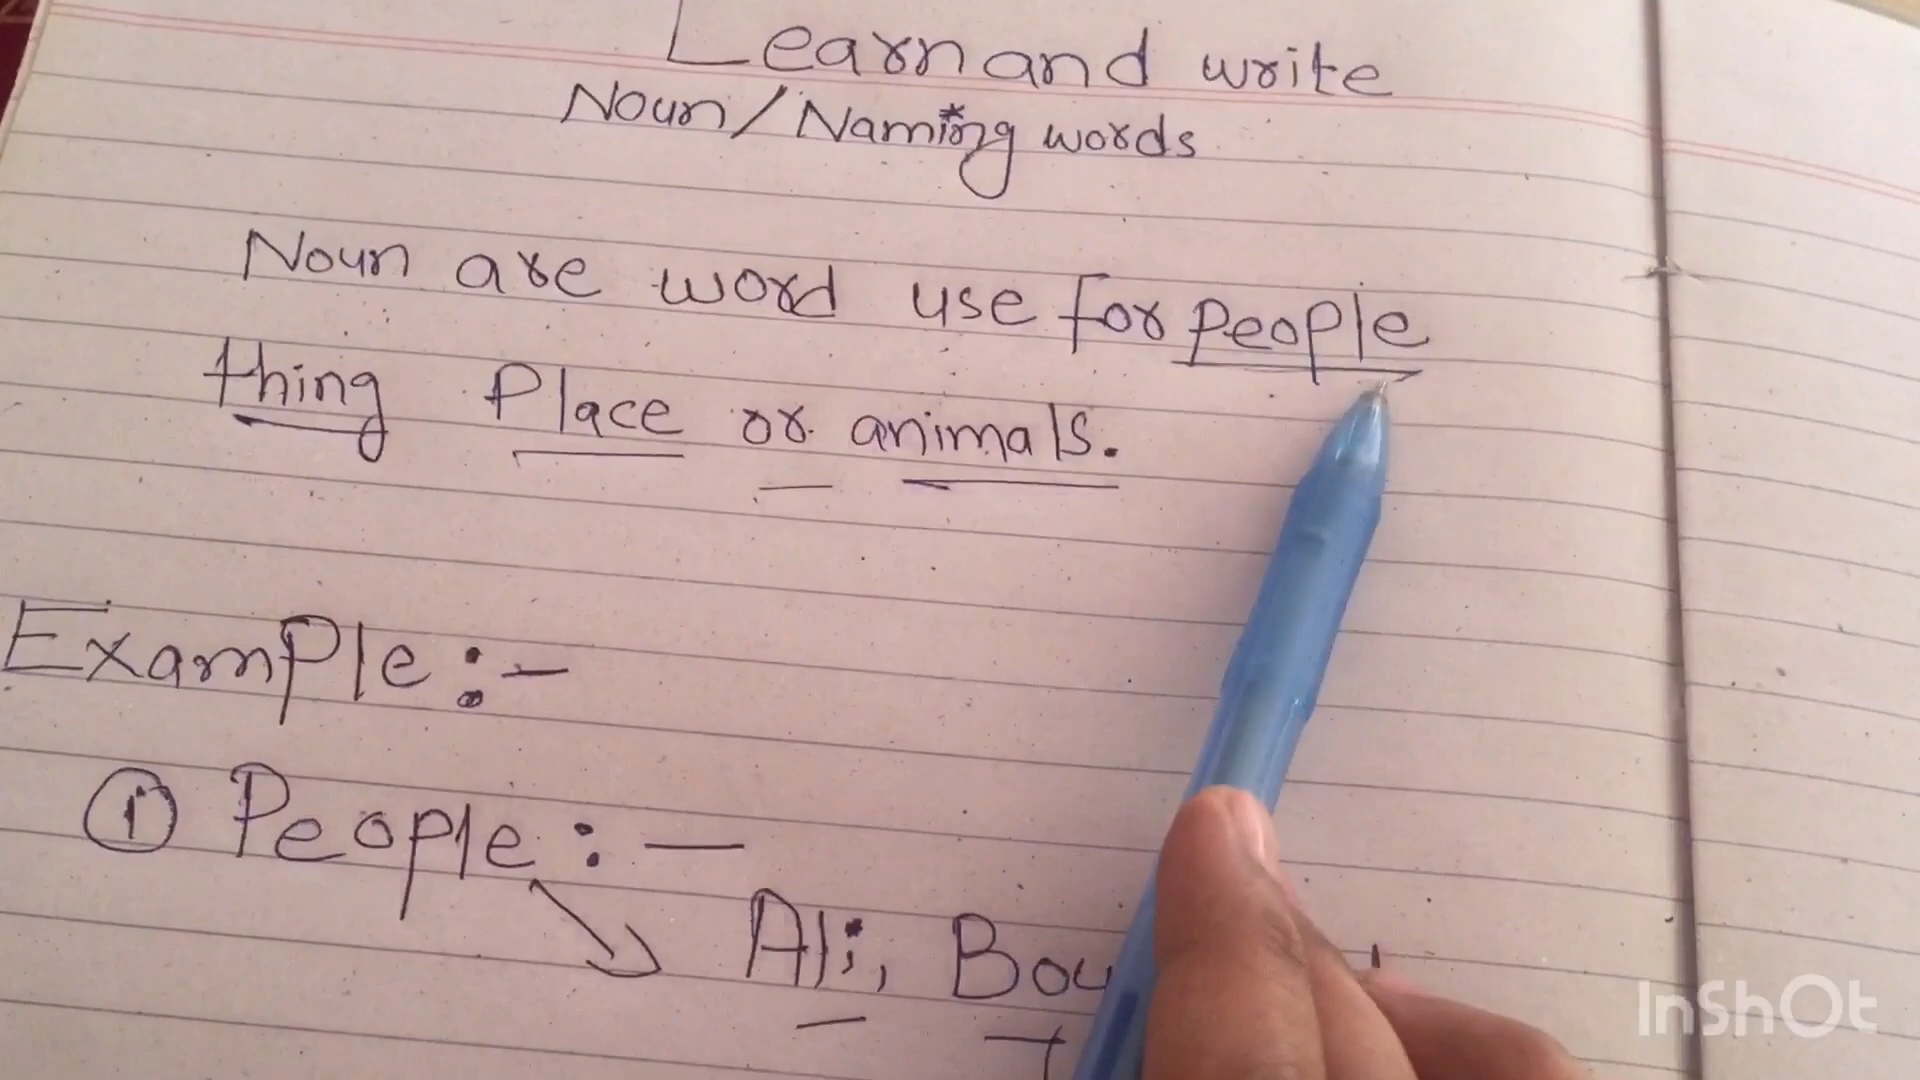 Learn and write
Noun/Naming words
Noun are word use for people
thing Place or animals.
Example :-
① People : —
Ali,
InShOt